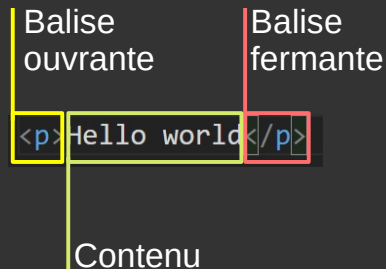 Balise
ouvrante
Balise
fermante
<p>Hello world</p>
Contenu